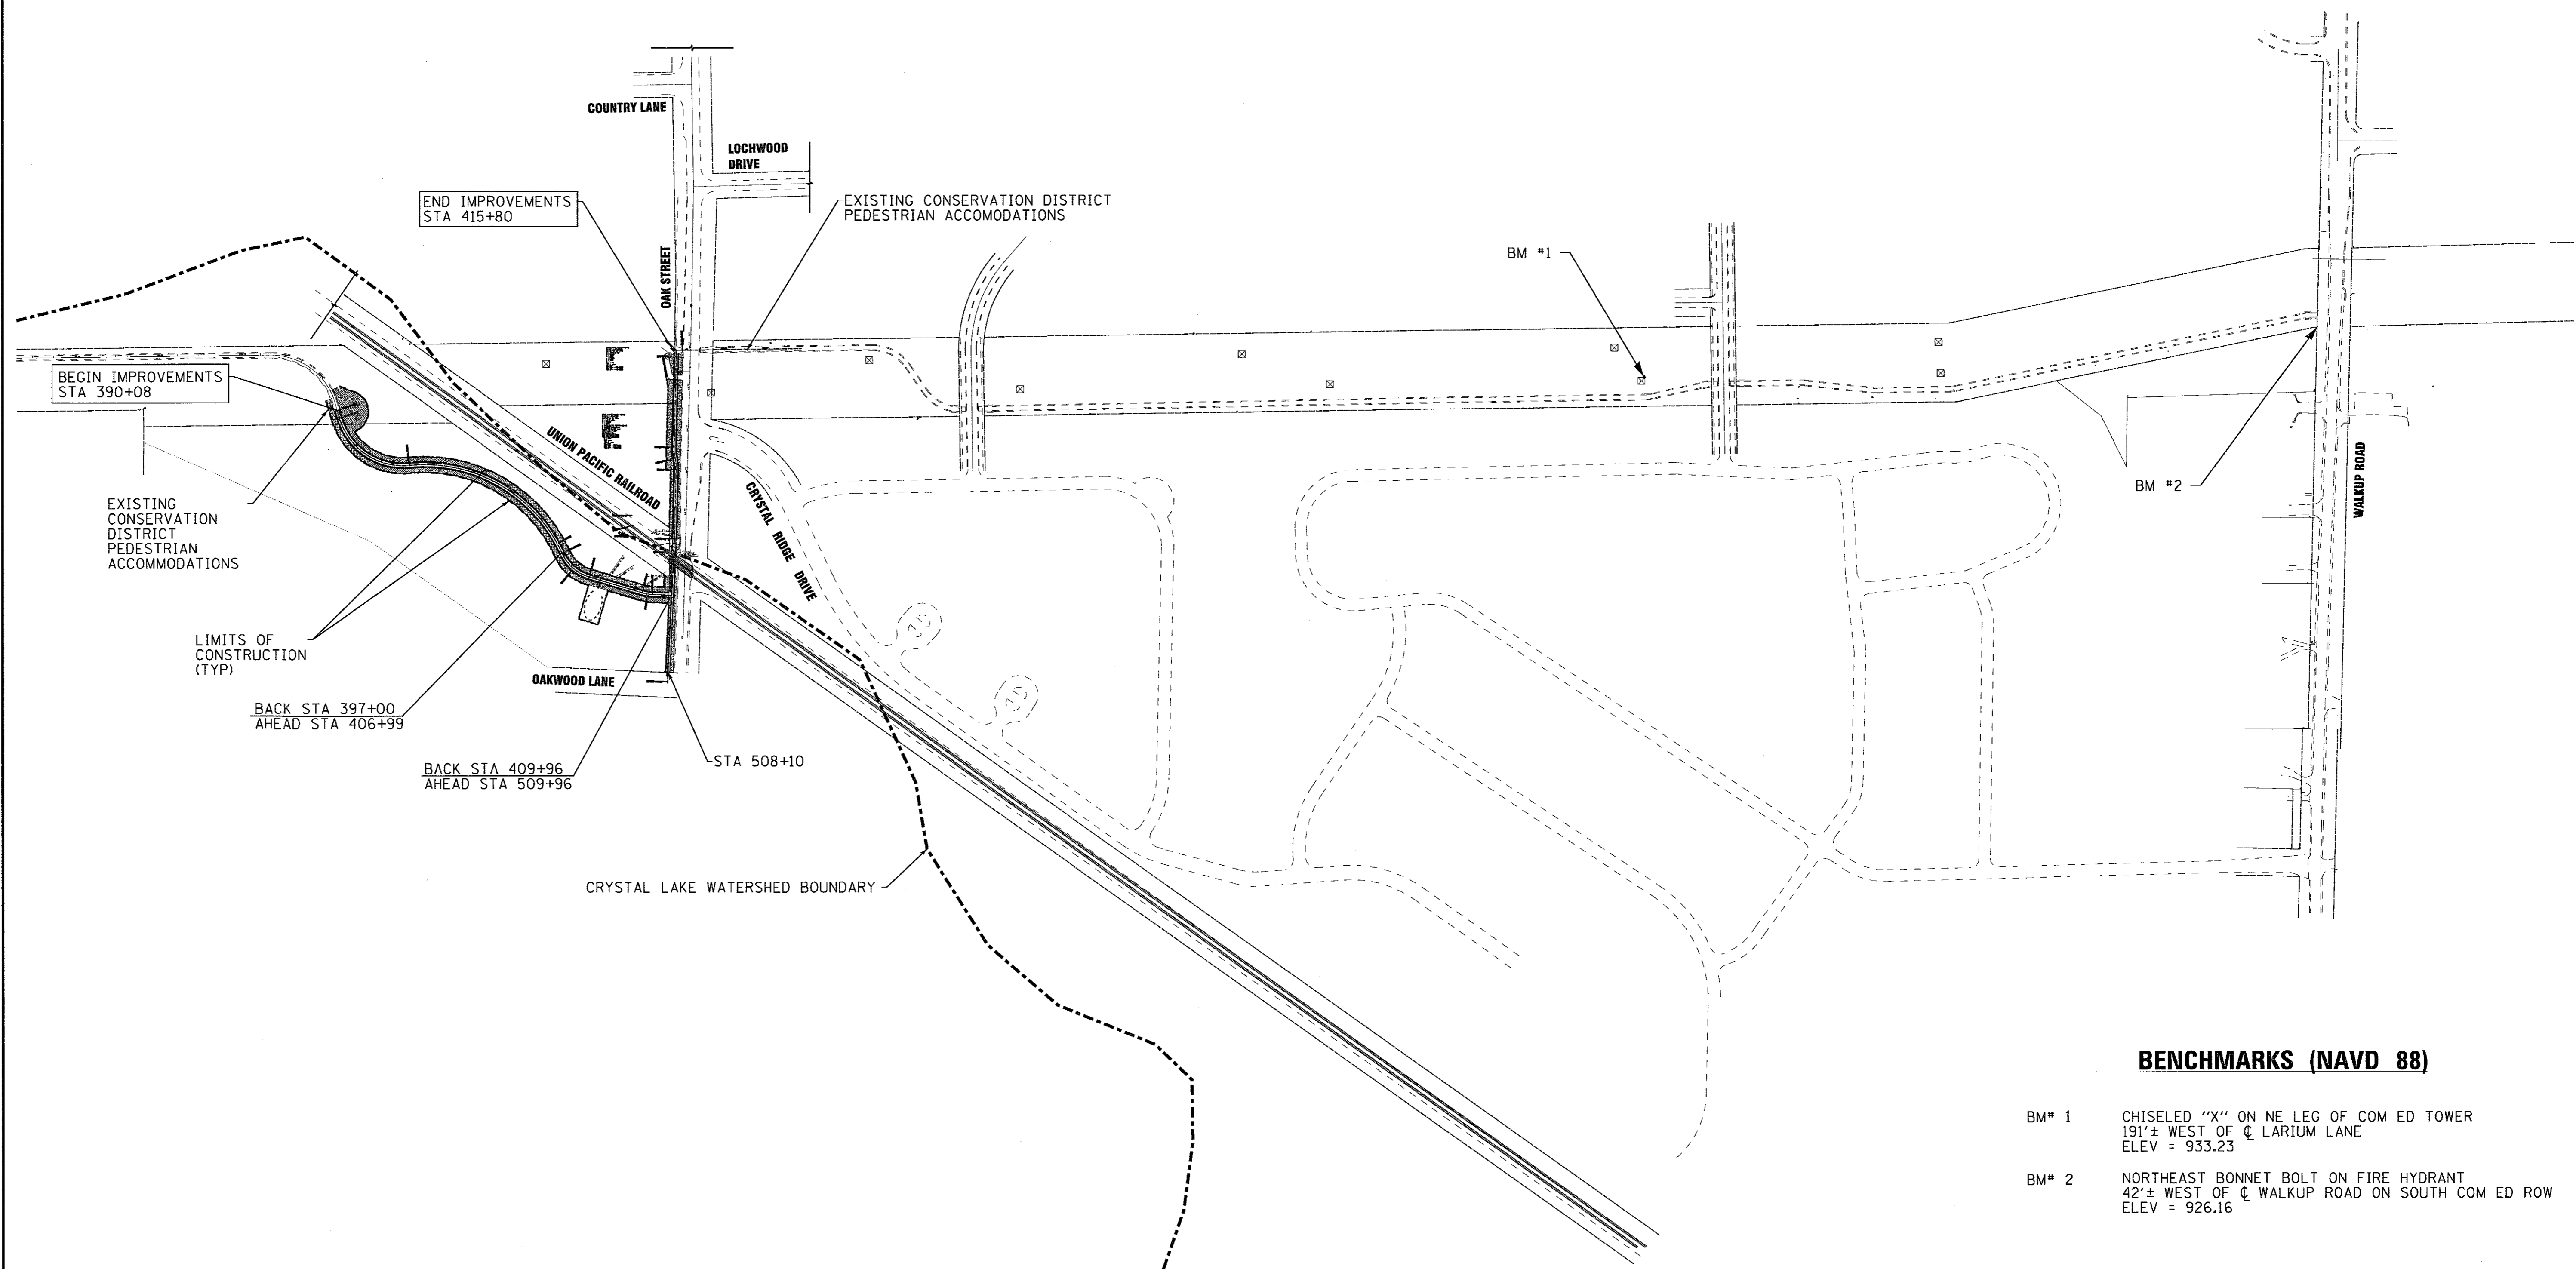 COUNTRY LANE
LOCHWOOD
DRIVE
END IMPROVEMENTS
STA 415+80
EXISTING CONSERVATION DISTRICT
PEDESTRIAN ACCOMODATIONS
OAK STREET
BM #1
BEGIN IMPROVEMENTS
STA 390+08
UNION PACIFIC RAILROAD
CRYSTAL RIDGE DRIVE
WALKUP ROAD
BM #2
EXISTING
CONSERVATION
DISTRICT
PEDESTRIAN
ACCOMMODATIONS
LIMITS OF
CONSTRUCTION
(TYP)
OAKWOOD LANE
BACK STA 397+00
AHEAD STA 406+99
BACK STA 409+96
AHEAD STA 509+96
STA 508+10
CRYSTAL LAKE WATERSHED BOUNDARY
BENCHMARKS (NAVD 88)
BM# 1 CHISELED "X" ON NE LEG OF COM ED TOWER
191'± WEST OF ℄ LARIUM LANE
ELEV = 933.23
BM# 2 NORTHEAST BONNET BOLT ON FIRE HYDRANT
42'± WEST OF ℄ WALKUP ROAD ON SOUTH COM ED ROW
ELEV = 926.16